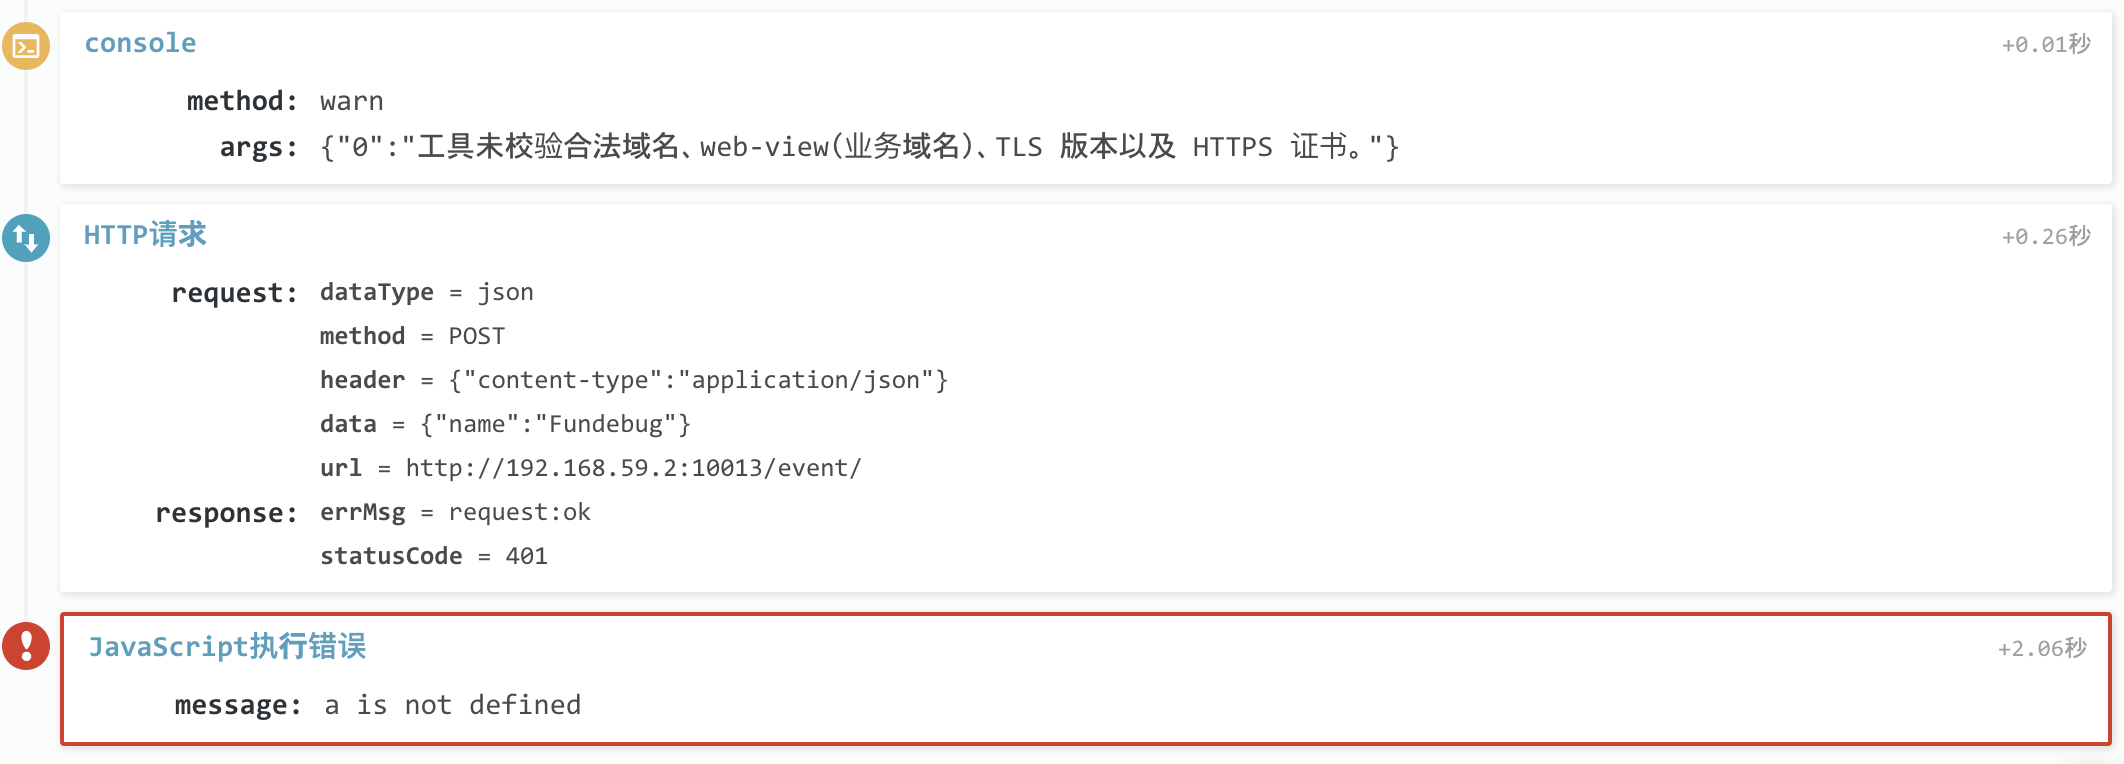 console +0.01秒
method: warn
args: {"0":"工具未校验合法域名、web-view(业务域名)、TLS 版本以及 HTTPS 证书。"}
HTTP请求 +0.26秒
request: dataType = json
method = POST
header = {"content-type":"application/json"}
data = {"name":"Fundebug"}
url = http://192.168.59.2:10013/event/
response: errMsg = request:ok
statusCode = 401
JavaScript执行错误 +2.06秒
message: a is not defined